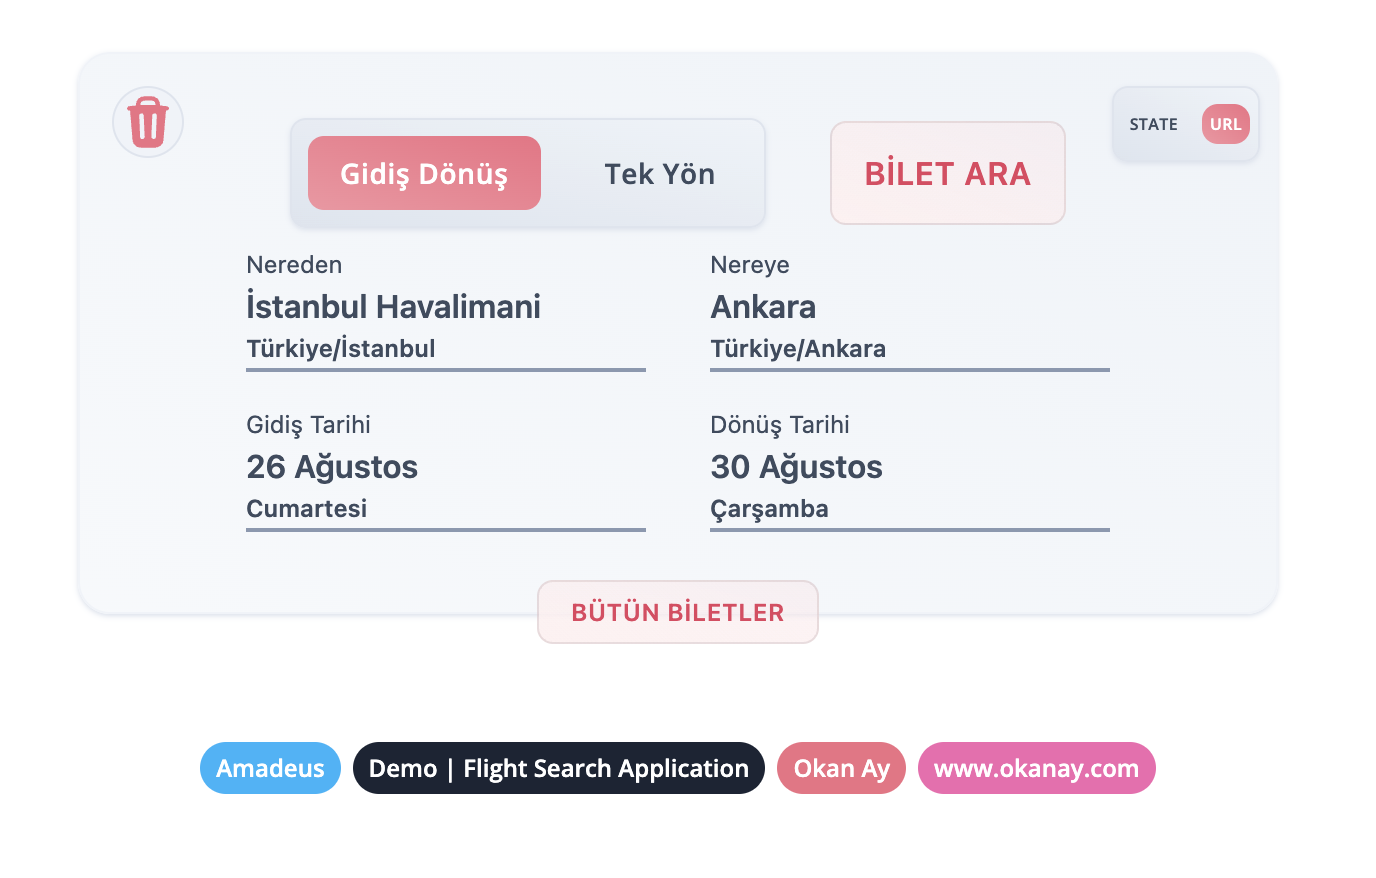 Gidiş Dönüş
Tek Yön
BİLET ARA
STATE
URL
Nereden
İstanbul Havalimani
Türkiye/İstanbul
Nereye
Ankara
Türkiye/Ankara
Gidiş Tarihi
26 Ağustos
Cumartesi
Dönüş Tarihi
30 Ağustos
Çarşamba
BÜTÜN BİLETLER
Amadeus
Demo | Flight Search Application
Okan Ay
www.okanay.com